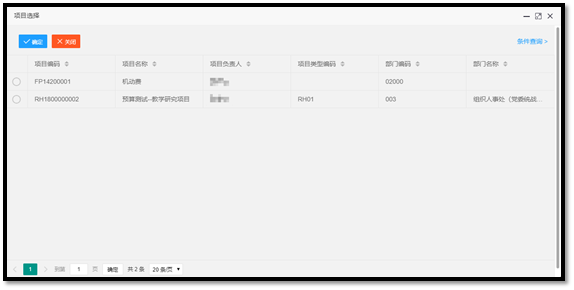 项目选择
确定 关闭 条件查询 >
项目编码 项目名称 项目负责人 项目类型编码 部门编码 部门名称
FP14200001 机动费 02000
RH1800000002 预算测试--教学研究项目 RH01 003 组织人事处（党委统战…
1 到第 1 页 确定 共 2 条 20 条/页